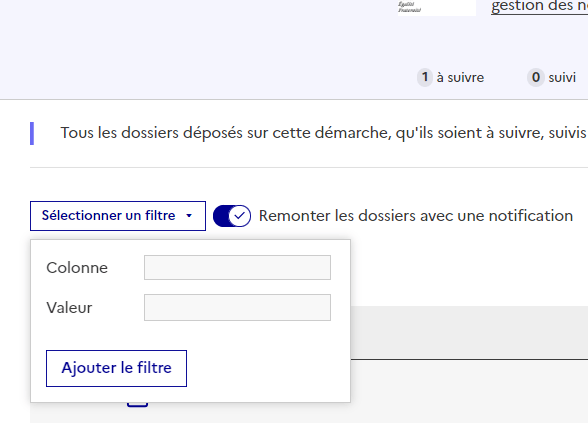 Égalité
Fraternité
gestion des
1 à suivre
0 suivi
Tous les dossiers déposés sur cette démarche, qu'ils soient à suivre, suivis
Sélectionner un filtre
Remonter les dossiers avec une notification
Colonne
Valeur
Ajouter le filtre